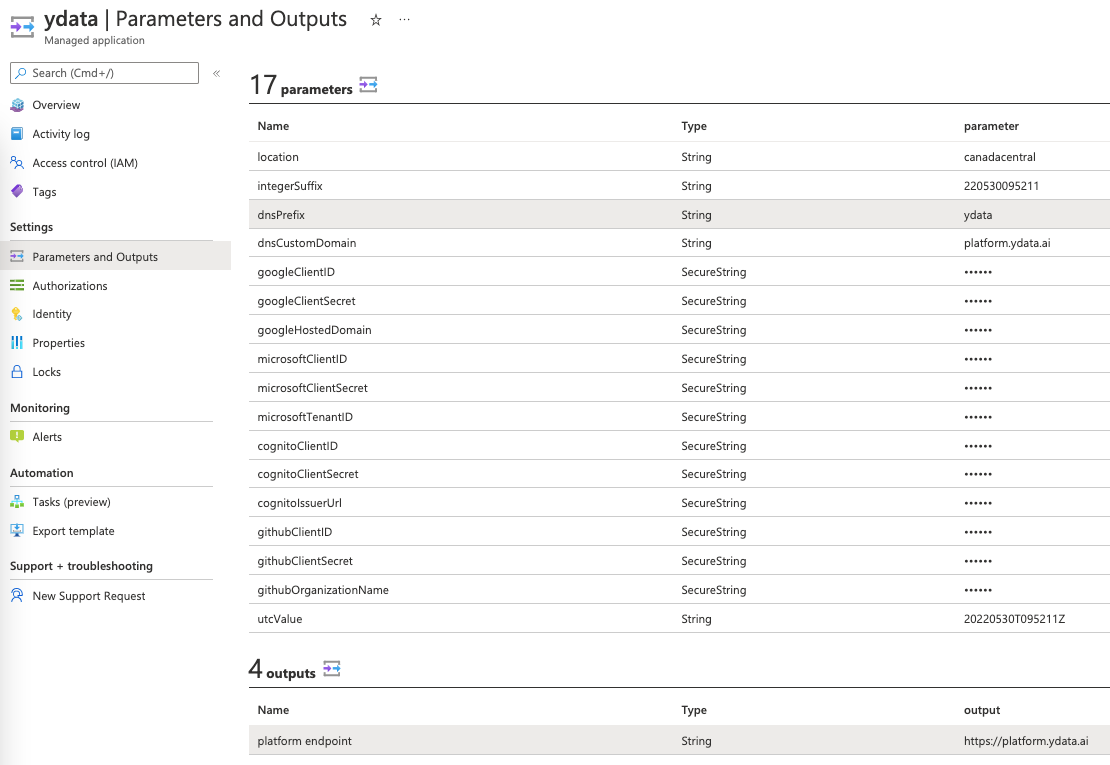 ydata | Parameters and Outputs
Managed application
Search (Cmd+/)
Overview
Activity log
Access control (IAM)
Tags
Settings
Parameters and Outputs
Authorizations
Identity
Properties
Locks
Monitoring
Alerts
Automation
Tasks (preview)
Export template
Support + troubleshooting
New Support Request
17 parameters
Name Type parameter
location String canadacentral
integerSuffix String 220530095211
dnsPrefix String ydata
dnsCustomDomain String platform.ydata.ai
googleClientID SecureString ••••••
googleClientSecret SecureString ••••••
googleHostedDomain SecureString ••••••
microsoftClientID SecureString ••••••
microsoftClientSecret SecureString ••••••
microsoftTenantID SecureString ••••••
cognitoClientID SecureString ••••••
cognitoClientSecret SecureString ••••••
cognitoIssuerUrl SecureString ••••••
githubClientID SecureString ••••••
githubClientSecret SecureString ••••••
githubOrganizationName SecureString ••••••
utcValue String 20220530T095211Z
4 outputs
Name Type output
platform endpoint String https://platform.ydata.ai